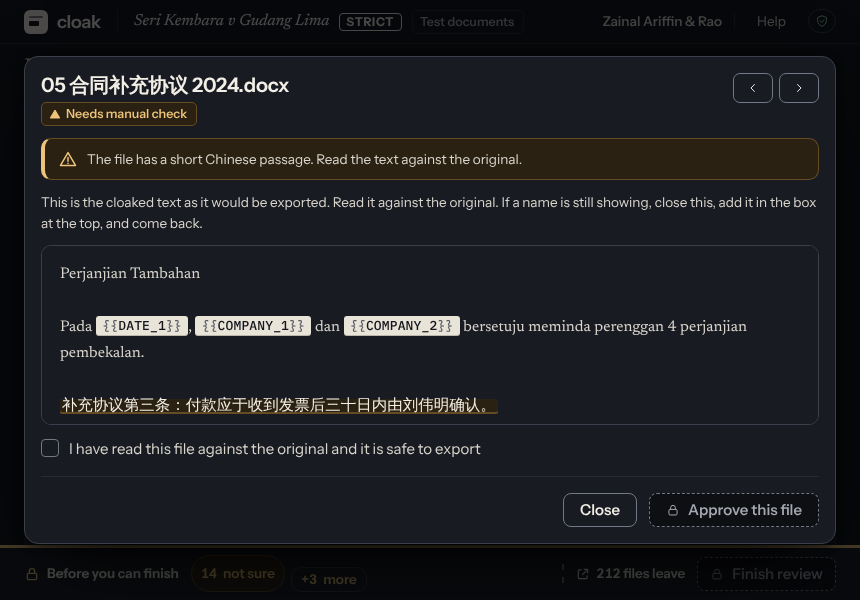 cloak
Seri Kembara v Gudang Lima
STRICT
Test documents
Zainal Ariffin & Rao
Help
05 合同补充协议 2024.docx
Needs manual check
The file has a short Chinese passage. Read the text against the original.
This is the cloaked text as it would be exported. Read it against the original. If a name is still showing, close this, add it in the box
at the top, and come back.
Perjanjian Tambahan
Pada {{DATE_1}}, {{COMPANY_1}} dan {{COMPANY_2}} bersetuju meminda perenggan 4 perjanjian
pembekalan.
补充协议第三条：付款应于收到发票后三十日内由刘伟明确认。
I have read this file against the original and it is safe to export
Close
Approve this file
Before you can finish
14 not sure
+3 more
212 files leave
Finish review